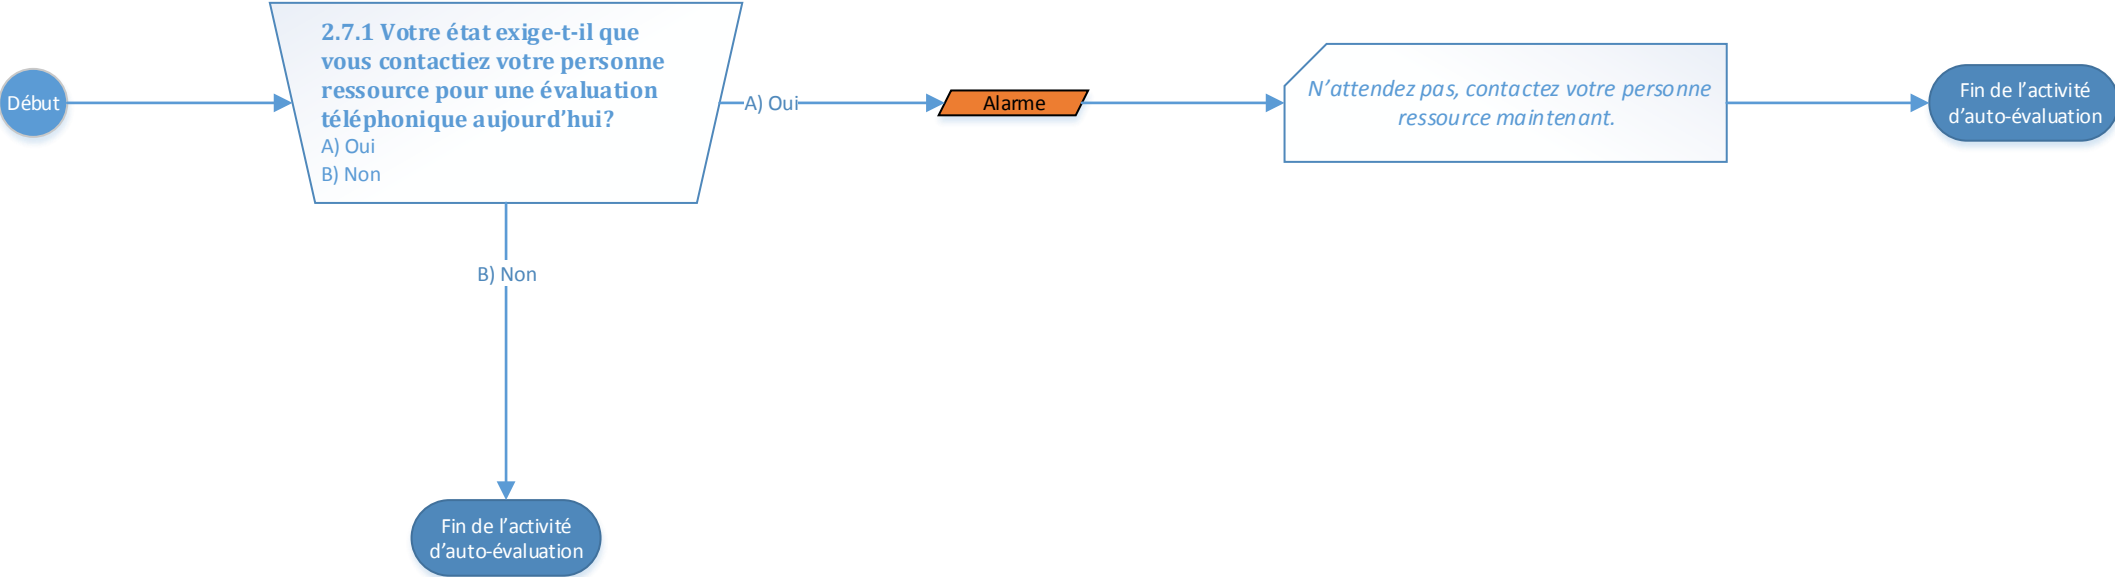 Début
2.7.1 Votre état exige-t-il que
vous contactiez votre personne
ressource pour une évaluation
téléphonique aujourd’hui?
A) Oui
B) Non
A) Oui
Alarme
N’attendez pas, contactez votre personne
ressource maintenant.
Fin de l’activité
d’auto-évaluation
B) Non
Fin de l’activité
d’auto-évaluation